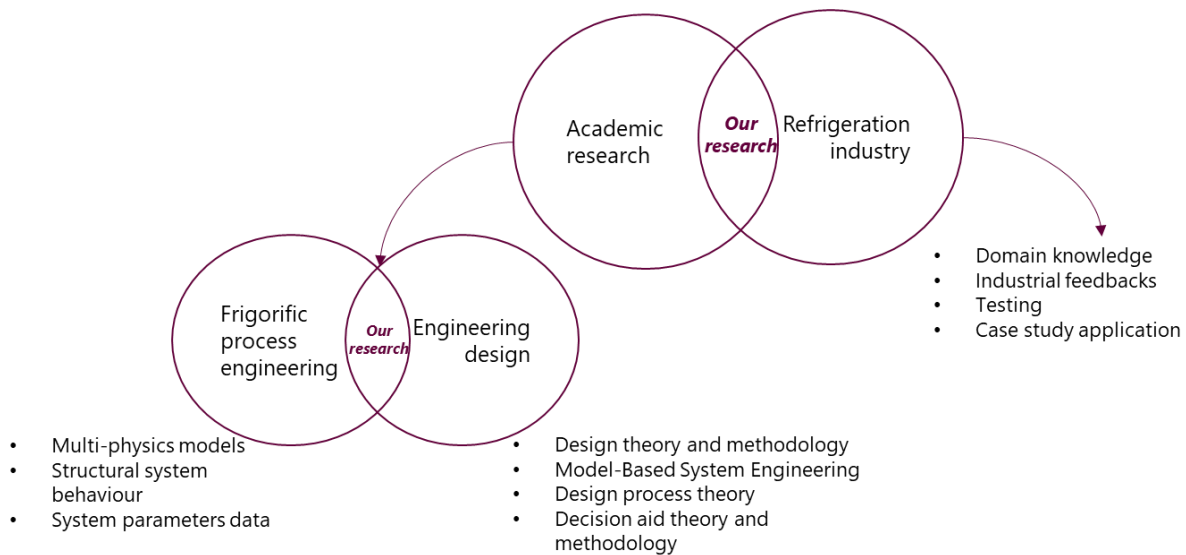 Academic
research
Our
research
Refrigeration
industry
• Domain knowledge
• Industrial feedbacks
• Testing
• Case study application
Frigorific
process
engineering
Our
research
Engineering
design
• Multi-physics models
• Structural system
behaviour
• System parameters data
• Design theory and methodology
• Model-Based System Engineering
• Design process theory
• Decision aid theory and
methodology